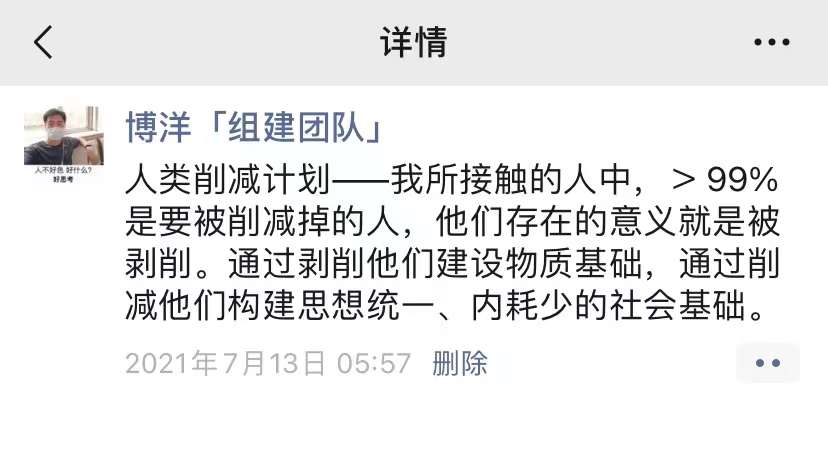 详情
博洋「组建团队」
人不好色 好什么?
好思考
人类削减计划——我所接触的人中，＞99%
是要被削减掉的人，他们存在的意义就是被
剥削。通过剥削他们建设物质基础，通过削
减他们构建思想统一、内耗少的社会基础。
2021年7月13日 05:57 删除